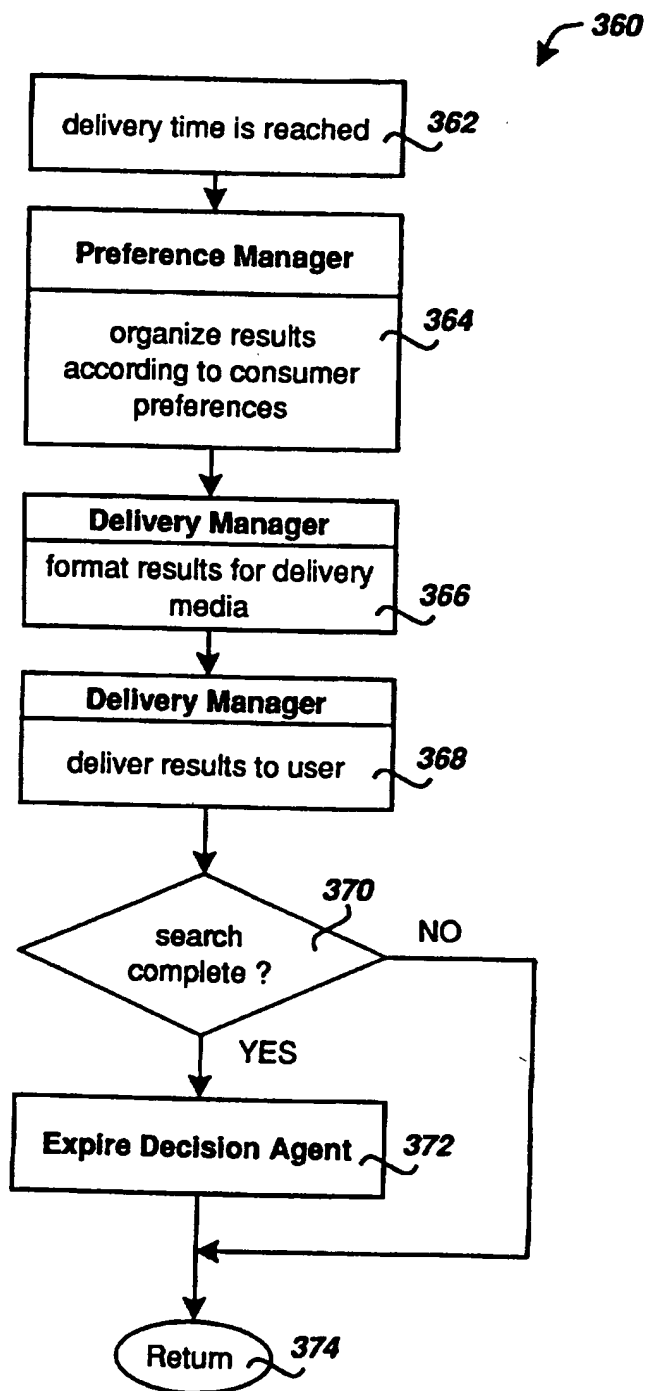 360
delivery time is reached
362
Preference Manager
organize results
according to consumer
preferences
364
Delivery Manager
format results for delivery
media
366
Delivery Manager
deliver results to user
368
370
search
complete ?
NO
YES
Expire Decision Agent
372
Return
374